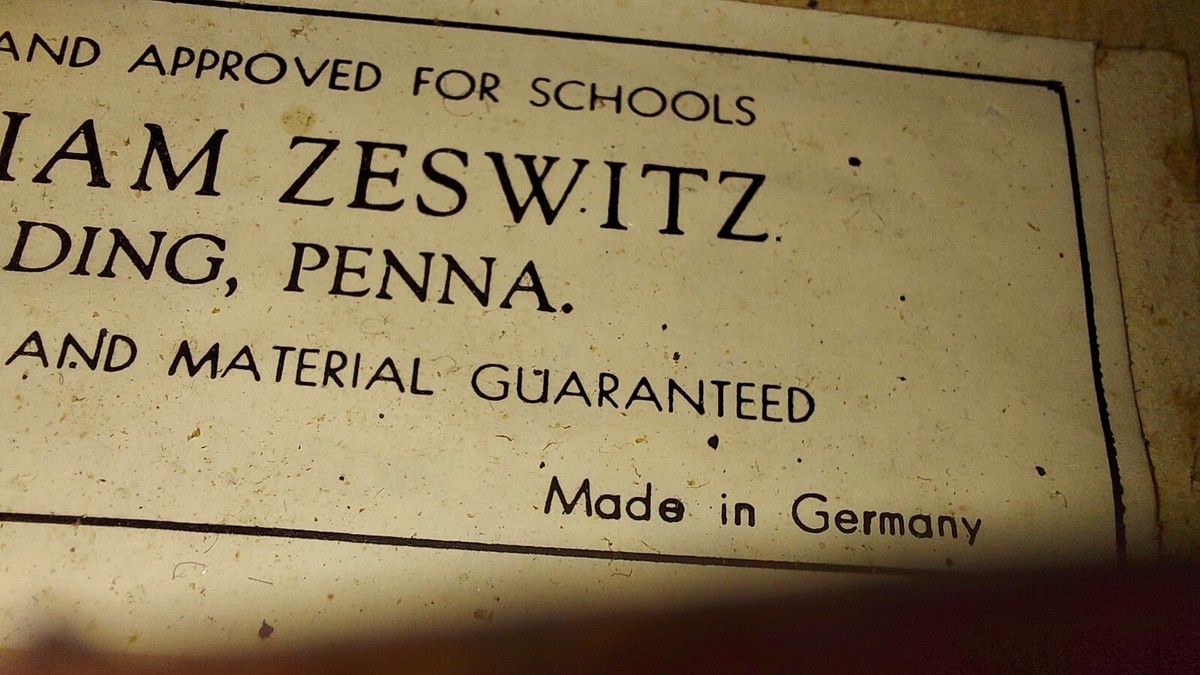 AND APPROVED FOR SCHOOLS
IAM ZESWITZ
DING, PENNA.
AND MATERIAL GUARANTEED
Made in Germany